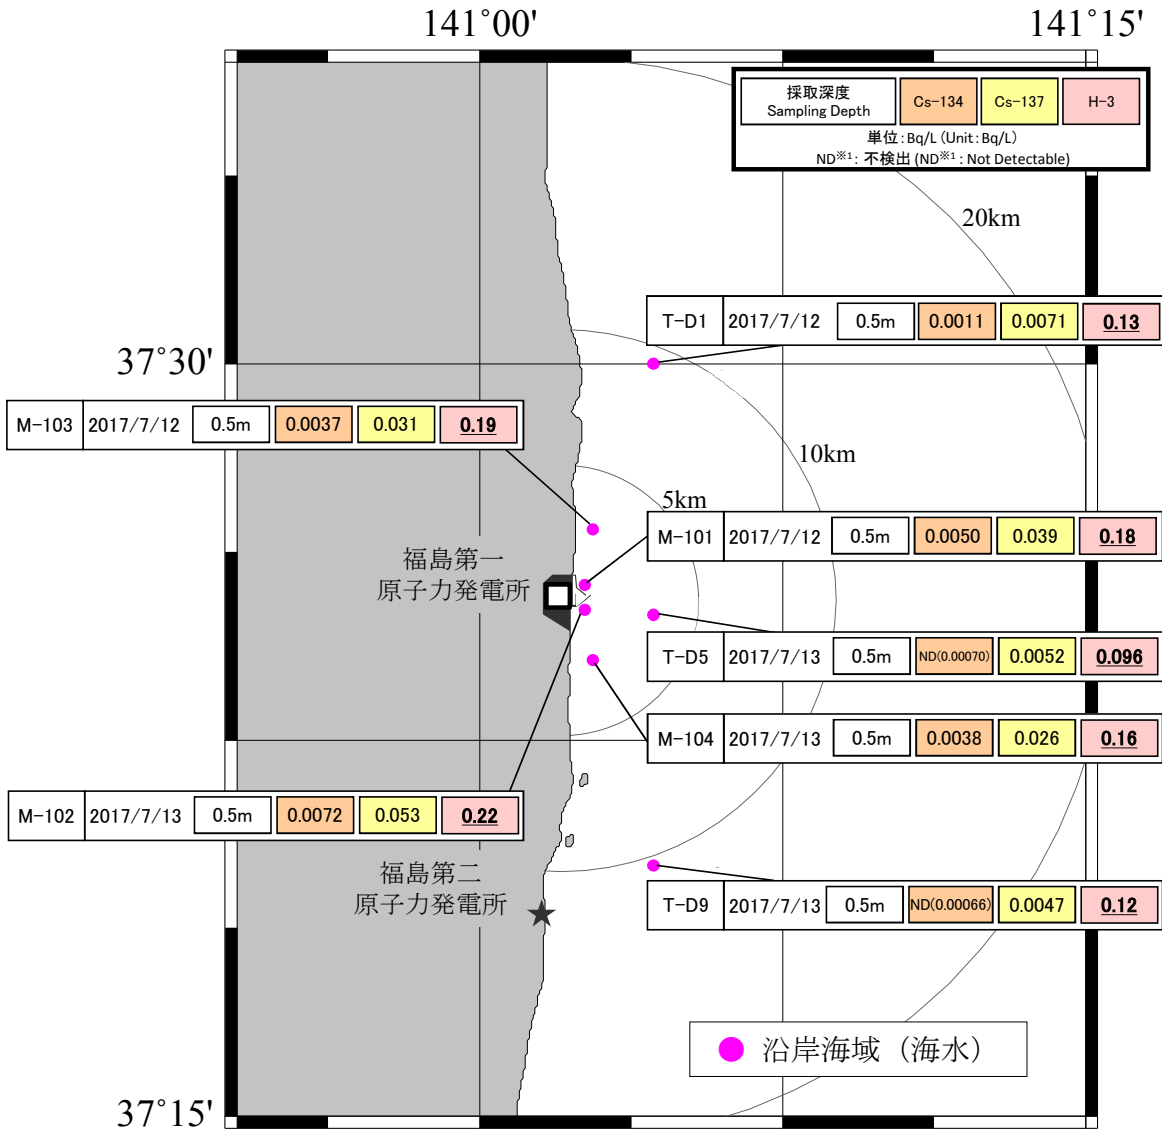 141°00'
141°15'
採取深度
Sampling Depth
Cs-134
Cs-137
H-3
単位：Bq/L (Unit：Bq/L)
ND※1：不検出 (ND※1：Not Detectable)
20km
T-D1 2017/7/12 0.5m 0.0011 0.0071 0.13
37°30'
M-103 2017/7/12 0.5m 0.0037 0.031 0.19
10km
5km
M-101 2017/7/12 0.5m 0.0050 0.039 0.18
福島第一
原子力発電所
T-D5 2017/7/13 0.5m ND(0.00070) 0.0052 0.096
M-104 2017/7/13 0.5m 0.0038 0.026 0.16
M-102 2017/7/13 0.5m 0.0072 0.053 0.22
福島第二
原子力発電所
T-D9 2017/7/13 0.5m ND(0.00066) 0.0047 0.12
沿岸海域（海水）
37°15'